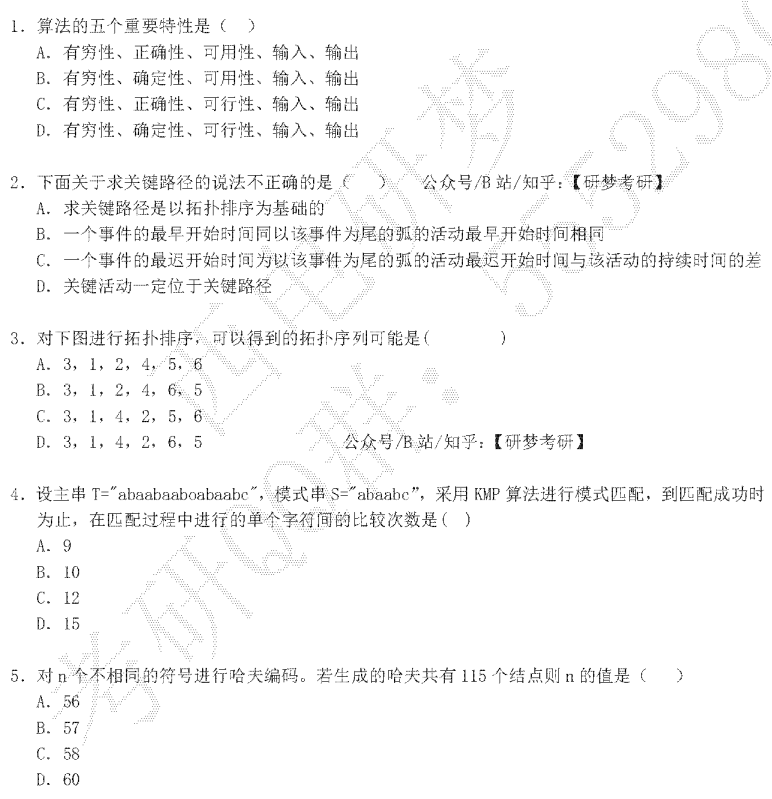 1. 算法的五个重要特性是（ ）
A. 有穷性、正确性、可用性、输入、输出
B. 有穷性、确定性、可用性、输入、输出
C. 有穷性、正确性、可行性、输入、输出
D. 有穷性、确定性、可行性、输入、输出
2. 下面关于求关键路径的说法不正确的是（ ） 公众号/B 站/知乎：【研梦考研】
A. 求关键路径是以拓扑排序为基础的
B. 一个事件的最早开始时间同以该事件为尾的弧的活动最早开始时间相同
C. 一个事件的最迟开始时间为以该事件为尾的弧的活动最迟开始时间与该活动的持续时间的差
D. 关键活动一定位于关键路径
3. 对下图进行拓扑排序，可以得到的拓扑序列可能是( )
A. 3，1，2，4，5，6
B. 3，1，2，4，6，5
C. 3，1，4，2，5，6
D. 3，1，4，2，6，5 公众号/B 站/知乎：【研梦考研】
4. 设主串 T="abaabaaboabaabc"，模式串 S="abaabc”，采用 KMP 算法进行模式匹配，到匹配成功时
为止，在匹配过程中进行的单个字符间的比较次数是( )
A. 9
B. 10
C. 12
D. 15
5. 对 n 个不相同的符号进行哈夫编码。若生成的哈夫共有 115 个结点则 n 的值是（ ）
A. 56
B. 57
C. 58
D. 60
西电研梦
考研QQ群：